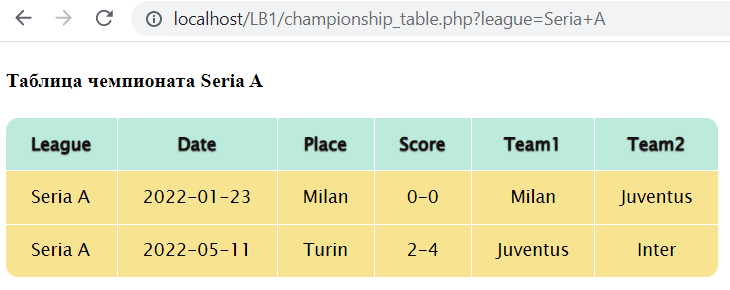 localhost/LB1/championship_table.php?league=Seria+A
Таблица чемпионата Seria A
League Date Place Score Team1 Team2
Seria A 2022-01-23 Milan 0-0 Milan Juventus
Seria A 2022-05-11 Turin 2-4 Juventus Inter